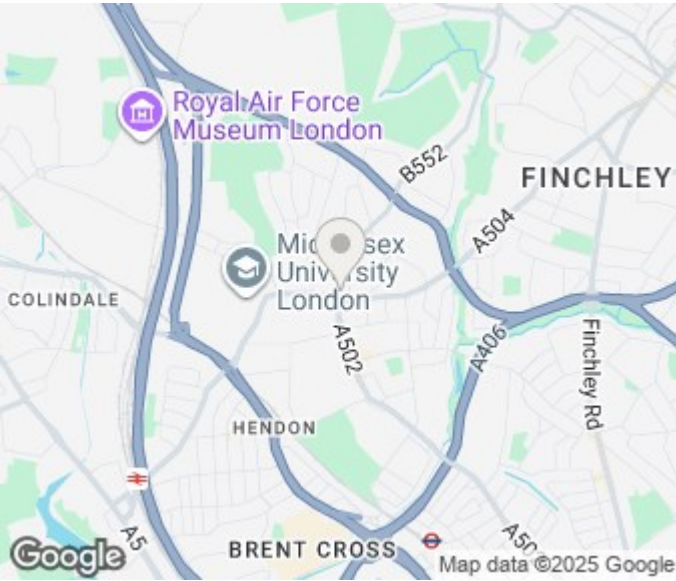 Royal Air Force
Museum London
B552
FINCHLEY
A504
University
London
COLINDALE
A502
A406
Finchley Rd
HENDON
A5
BRENT CROSS
Google
Map data ©2025 Google